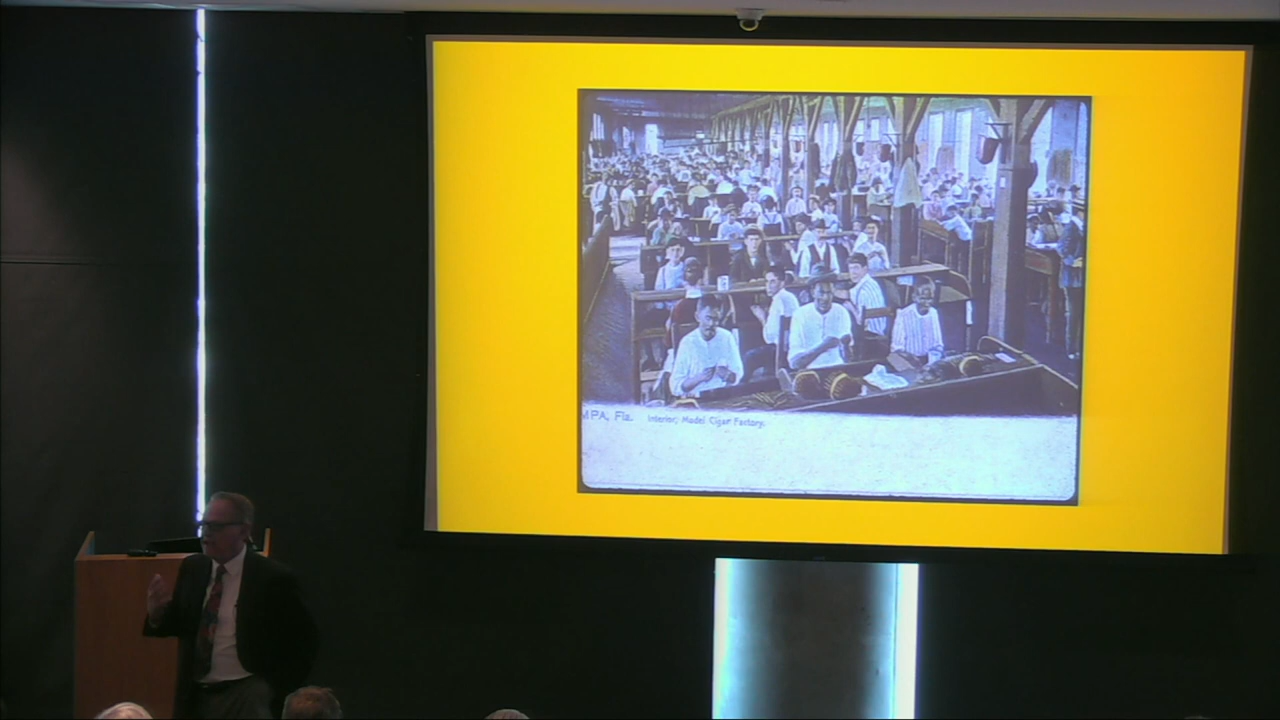 MPA, Fla. Interior, Model Cigar Factory.